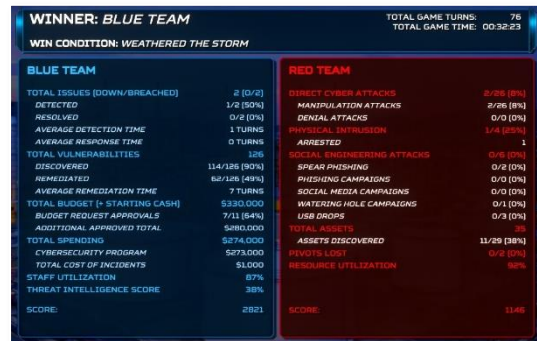 WINNER: BLUE TEAM
TOTAL GAME TURNS: 76
TOTAL GAME TIME: 00:32:23
WIN CONDITION: WEATHERED THE STORM
BLUE TEAM
TOTAL ISSUES (DOWN/BREACHED) 2 (0/2)
DETECTED 1/2 (50%)
RESOLVED 0/2 (0%)
AVERAGE DETECTION TIME 1 TURNS
AVERAGE RESPONSE TIME 0 TURNS
TOTAL VULNERABILITIES 126
DISCOVERED 114/126 (90%)
REMEDIATED 62/126 (49%)
AVERAGE REMEDIATION TIME 7 TURNS
TOTAL BUDGET (+ STARTING CASH) $330,000
BUDGET REQUEST APPROVALS 7/11 (64%)
ADDITIONAL APPROVED TOTAL $280,000
TOTAL SPENDING $274,000
CYBERSECURITY PROGRAM $273,000
TOTAL COST OF INCIDENTS $1,000
STAFF UTILIZATION 87%
THREAT INTELLIGENCE SCORE 38%
SCORE: 2821
RED TEAM
DIRECT CYBER ATTACKS 2/26 (8%)
MANIPULATION ATTACKS 2/26 (8%)
DENIAL ATTACKS 0/0 (0%)
PHYSICAL INTRUSION 1/4 (25%)
ARRESTED 1
SOCIAL ENGINEERING ATTACKS 0/6 (0%)
SPEAR PHISHING 0/2 (0%)
PHISHING CAMPAIGNS 0/0 (0%)
SOCIAL MEDIA CAMPAIGNS 0/0 (0%)
WATERING HOLE CAMPAIGNS 0/1 (0%)
USB DROPS 0/3 (0%)
TOTAL ASSETS 35
ASSETS DISCOVERED 11/29 (38%)
PIVOTS LOST 0/2 (0%)
RESOURCE UTILIZATION 92%
SCORE: 1146